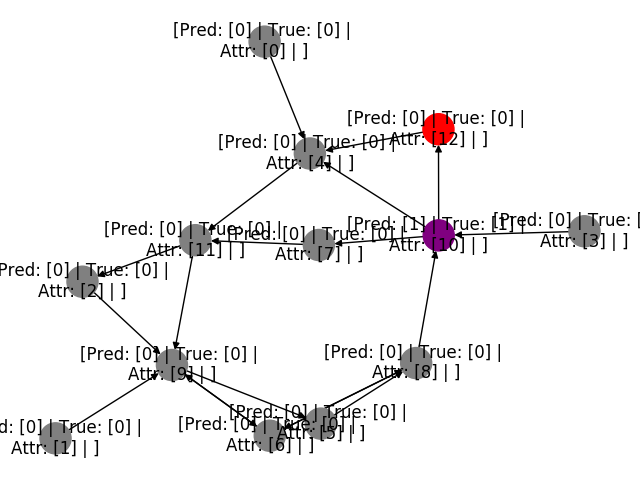 [Pred: [0] | True: [0] |
Attr: [0] | ]
[Pred: [0] | True: [0] |
Attr: [12] | ]
[Pred: [0] | True: [0] |
Attr: [4] | ]
[Pred: [0] | True: [0] |
Attr: [11] | ]
[Pred: [0] | True: [0] |
Attr: [7] | ]
[Pred: [1] | True: [1] |
Attr: [10] | ]
[Pred: [0] | True: [
Attr: [3] | ]
Pred: [0] | True: [0] |
Attr: [2] | ]
[Pred: [0] | True: [0] |
Attr: [9] | ]
[Pred: [0] | True: [0] |
Attr: [8] | ]
d: [0] | True: [0] |
Attr: [1] | ]
[Pred: [0] | True: [0] |
Attr: [6] | ]
[Pred: [0] | True: [0] |
Attr: [5] | ]